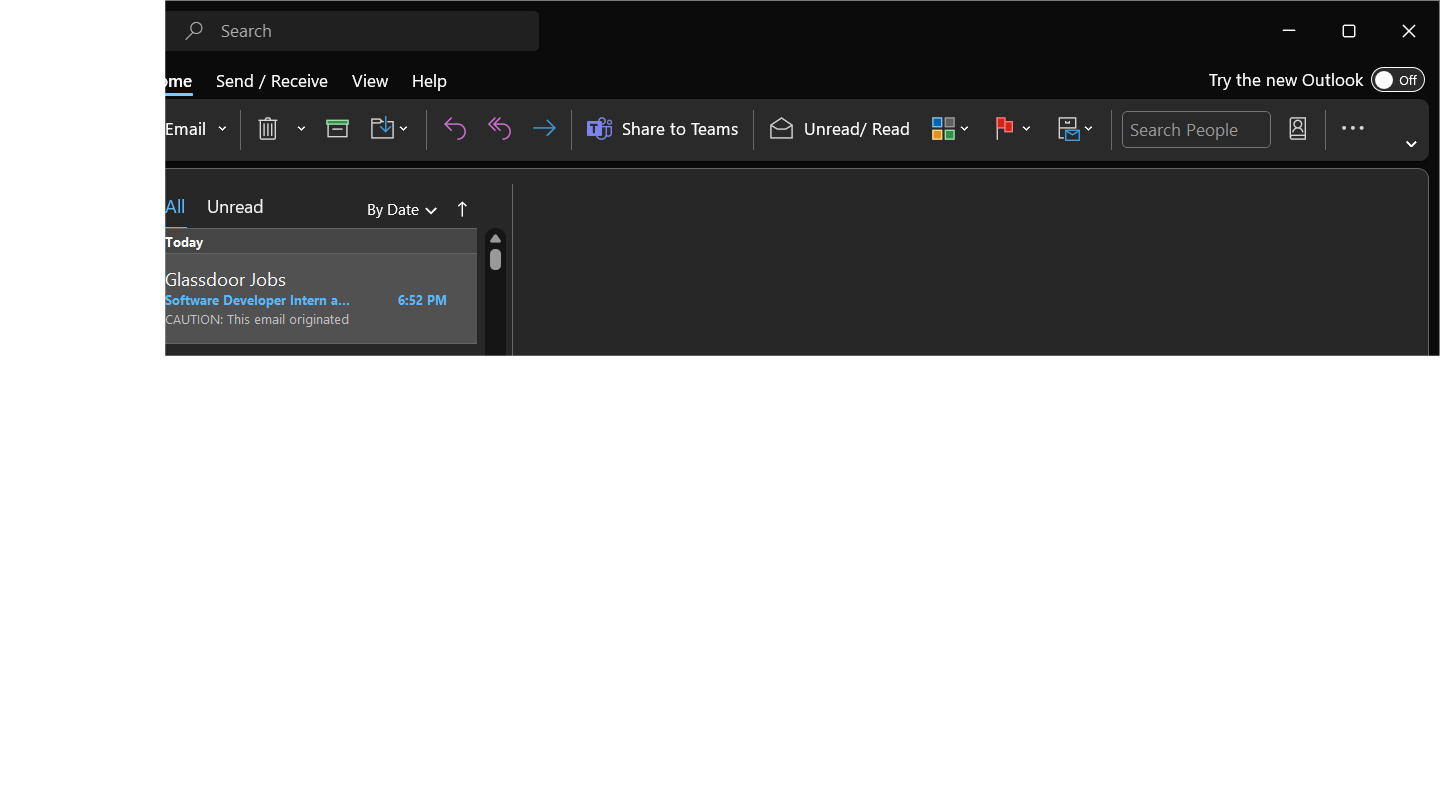 Search
ome Send / Receive View Help
Try the new Outlook Off
Email Share to Teams Unread/ Read Search People
All Unread By Date
Today
Glassdoor Jobs
Software Developer Intern a... 6:52 PM
CAUTION: This email originated